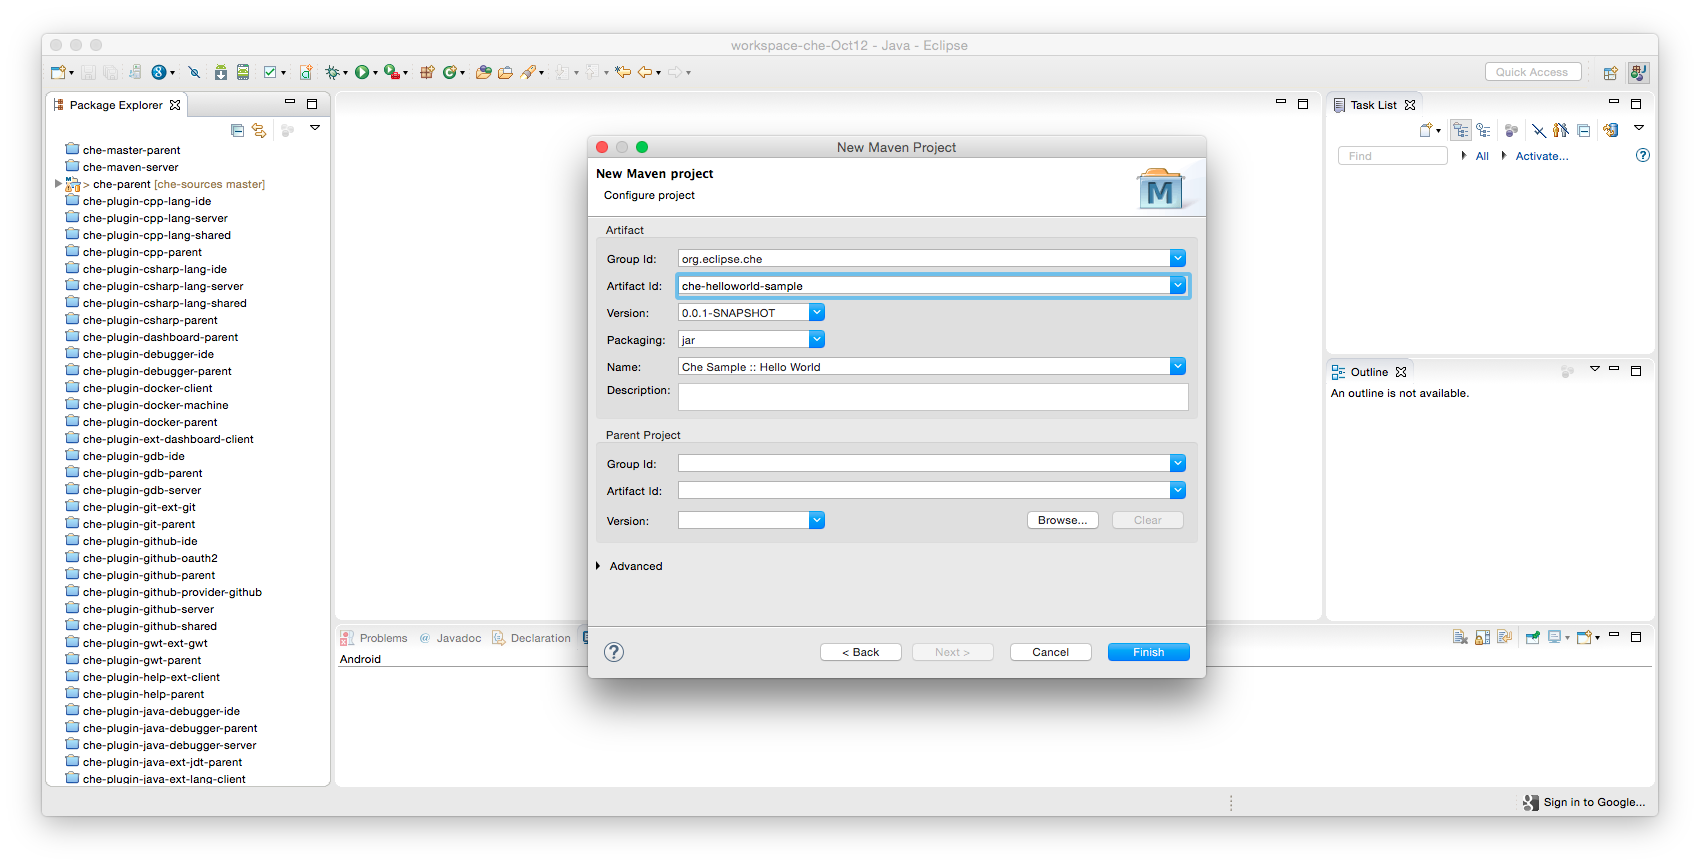 workspace-che-Oct12 - Java - Eclipse
Quick Access
Package Explorer
che-master-parent
che-maven-server
> che-parent [che-sources master]
che-plugin-cpp-lang-ide
che-plugin-cpp-lang-server
che-plugin-cpp-lang-shared
che-plugin-cpp-parent
che-plugin-csharp-lang-ide
che-plugin-csharp-lang-server
che-plugin-csharp-lang-shared
che-plugin-csharp-parent
che-plugin-dashboard-parent
che-plugin-debugger-ide
che-plugin-debugger-parent
che-plugin-docker-client
che-plugin-docker-machine
che-plugin-docker-parent
che-plugin-ext-dashboard-client
che-plugin-gdb-ide
che-plugin-gdb-parent
che-plugin-gdb-server
che-plugin-git-ext-git
che-plugin-git-parent
che-plugin-github-ide
che-plugin-github-oauth2
che-plugin-github-parent
che-plugin-github-provider-github
che-plugin-github-server
che-plugin-github-shared
che-plugin-gwt-ext-gwt
che-plugin-gwt-parent
che-plugin-help-ext-client
che-plugin-help-parent
che-plugin-java-debugger-ide
che-plugin-java-debugger-parent
che-plugin-java-debugger-server
che-plugin-java-ext-jdt-parent
che-plugin-java-ext-lang-client
New Maven Project
New Maven project
Configure project
M
Artifact
Group Id: org.eclipse.che
Artifact Id: che-helloworld-sample
Version: 0.0.1-SNAPSHOT
Packaging: jar
Name: Che Sample :: Hello World
Description:
Parent Project
Group Id:
Artifact Id:
Version:
Browse... Clear
Advanced
? < Back Next > Cancel Finish
Task List
Find All Activate... ?
Outline
An outline is not available.
Problems @ Javadoc Declaration
Android
Sign in to Google...